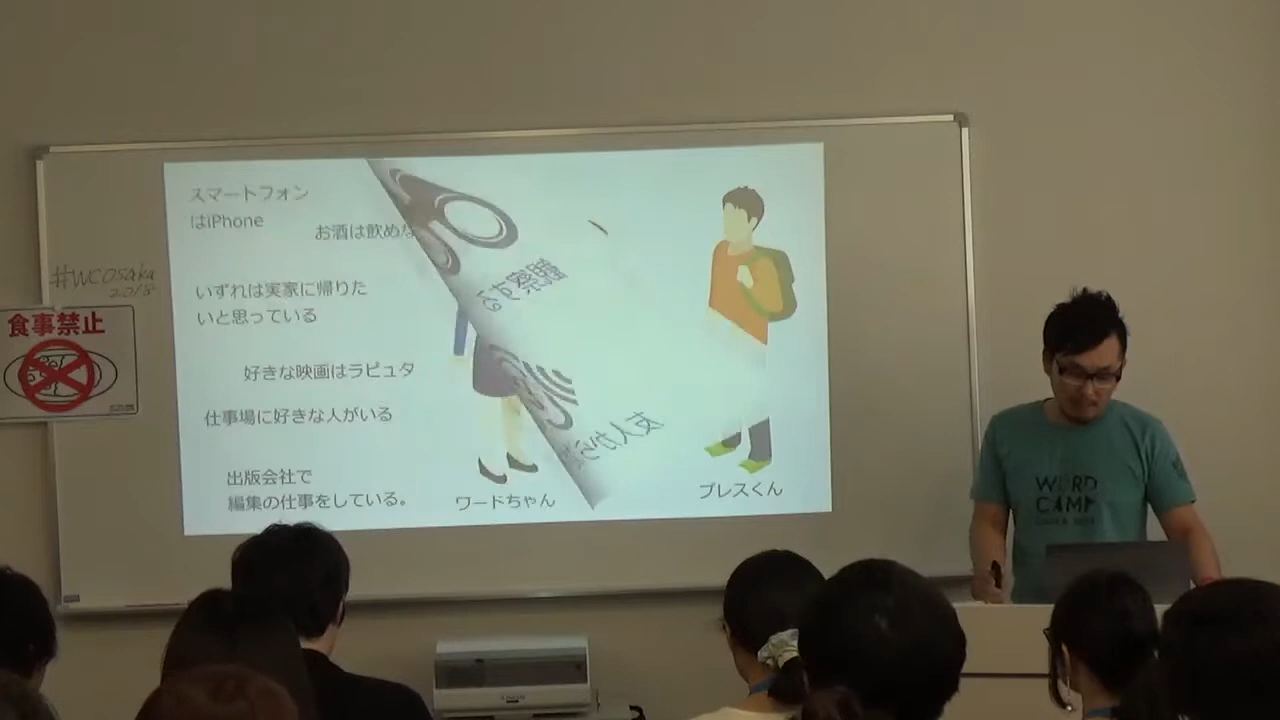 スマートフォン
はiPhone
お酒は飲めな
いずれは実家に帰りた
いと思っている
好きな映画はラピュタ
仕事場に好きな人がいる
出版会社で
編集の仕事をしている。
ワードちゃん
プレスくん
#wcosaka
2018
食事禁止
WORD
CAMP